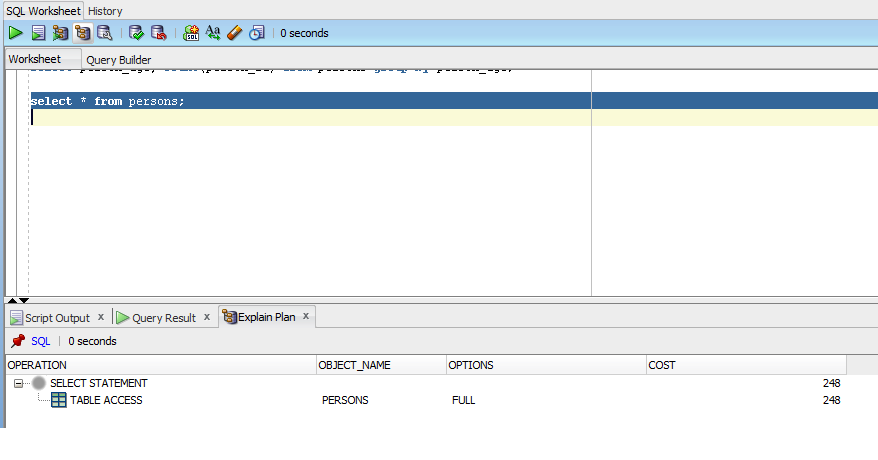 SQL Worksheet History
0 seconds
Worksheet Query Builder
select * from persons;
Script Output x Query Result x Explain Plan x
SQL 0 seconds
OPERATION OBJECT_NAME OPTIONS COST
SELECT STATEMENT 248
TABLE ACCESS PERSONS FULL 248